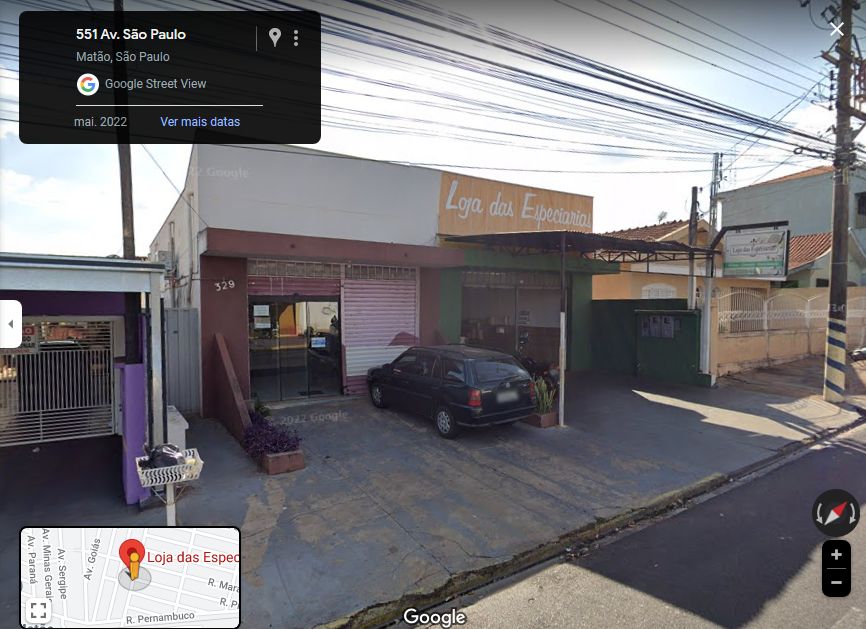 551 Av. São Paulo
Matão, São Paulo
Google Street View
mai. 2022
Ver mais datas
22 Google
Loja das Especiarias
Loja das Especiarias
329
2022 Google
Av. Paraná
Av. Minas Gerais
Av. Sergipe
Av. Goiás
Loja das Espec
R. Mara
R. P
R. Pernambuco
Google